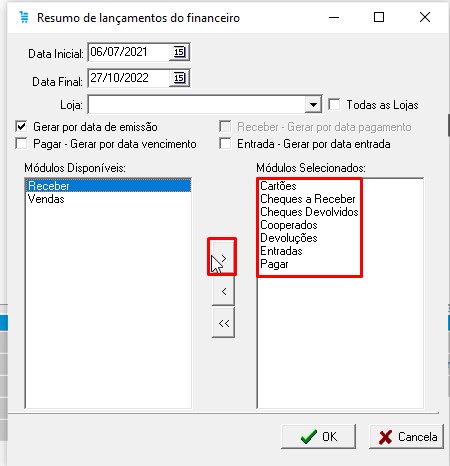 Resumo de lançamentos do financeiro
Data Inicial: 06/07/2021 15
Data Final: 27/10/2022 15
Loja: Todas as Lojas
Gerar por data de emissão Receber - Gerar por data pagamento
Pagar - Gerar por data vencimento Entrada - Gerar por data entrada
Módulos Disponíveis: Módulos Selecionados:
Receber
Vendas
>
<
<<
Cartões
Cheques a Receber
Cheques Devolvidos
Cooperados
Devoluções
Entradas
Pagar
OK Cancela